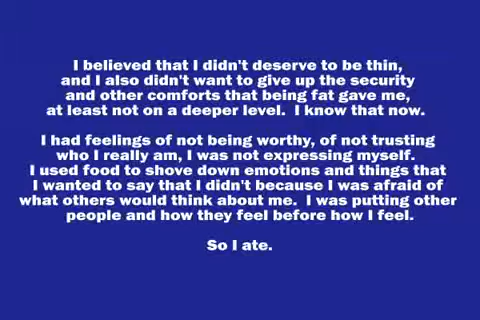 I believed that I didn't deserve to be thin,
and I also didn't want to give up the security
and other comforts that being fat gave me,
at least not on a deeper level.  I know that now.
I had feelings of not being worthy, of not trusting
who I really am, I was not expressing myself.
I used food to shove down emotions and things that
I wanted to say that I didn't because I was afraid of
what others would think about me.  I was putting other
people and how they feel before how I feel.
So I ate.